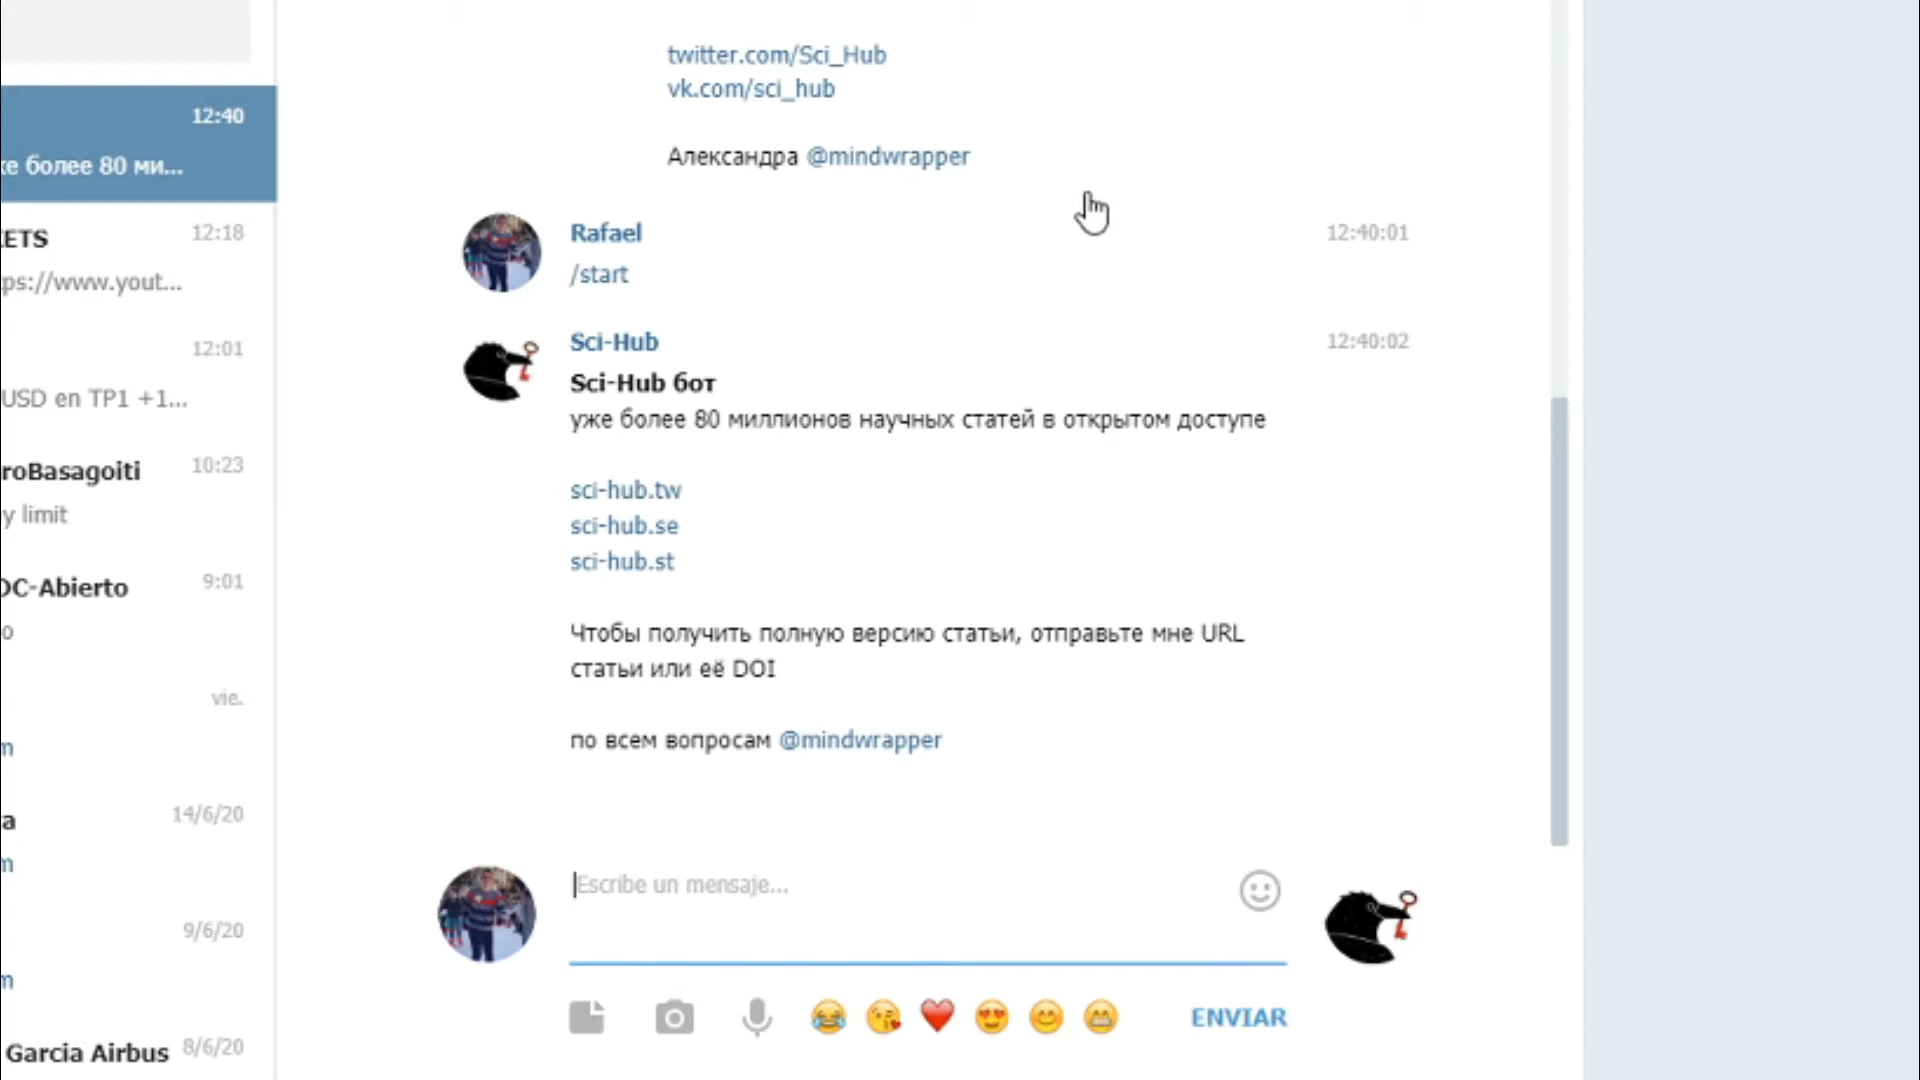 12:40
ке более 80 ми...
ETS
12:18
ps://www.yout...
12:01
USD en TP1 +1...
roBasagoiti
10:23
y limit
OC-Abierto
9:01
o
vie.
m
a
14/6/20
m
9/6/20
m
Garcia Airbus
8/6/20
twitter.com/Sci_Hub
vk.com/sci_hub
Александра @mindwrapper
Rafael
12:40:01
/start
Sci-Hub
12:40:02
Sci-Hub бот
уже более 80 миллионов научных статей в открытом доступе
sci-hub.tw
sci-hub.se
sci-hub.st
Чтобы получить полную версию статьи, отправьте мне URL
статьи или её DOI
по всем вопросам @mindwrapper
Escribe un mensaje...
ENVIAR